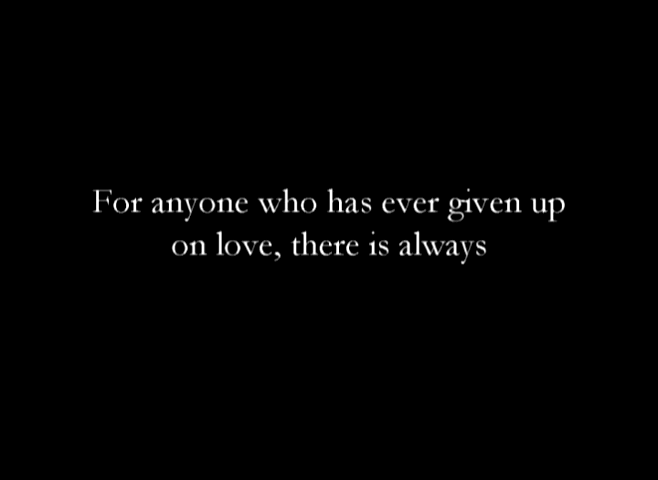 For anyone who has ever given up
on love, there is always